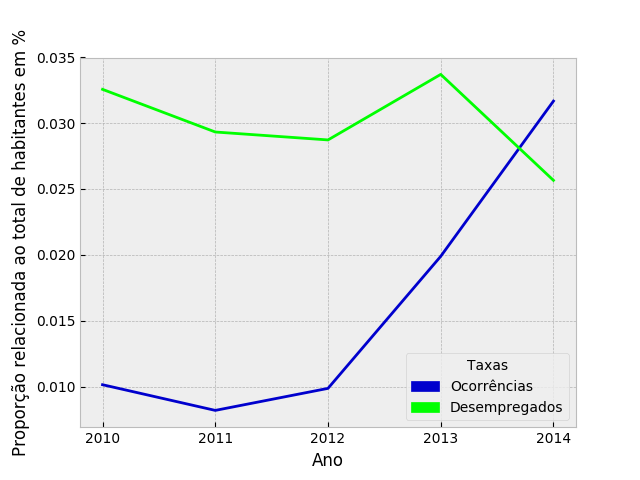 Proporção relacionada ao total de habitantes em %
0.035
0.030
0.025
0.020
0.015
0.010
Taxas
Ocorrências
Desempregados
2010 2011 2012 2013 2014
Ano